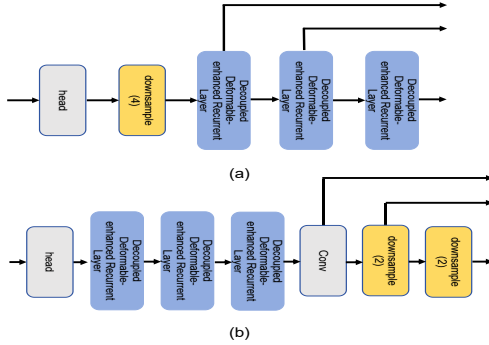 head
downsample
(4)
Decoupled
Deformable-
enhanced Recurrent
Layer
Decoupled
Deformable-
enhanced Recurrent
Layer
Decoupled
Deformable-
enhanced Recurrent
Layer
(a)
head
Decoupled
Deformable-
enhanced Recurrent
Layer
Decoupled
Deformable-
enhanced Recurrent
Layer
Decoupled
Deformable-
enhanced Recurrent
Layer
Conv
downsample
(2)
downsample
(2)
(b)